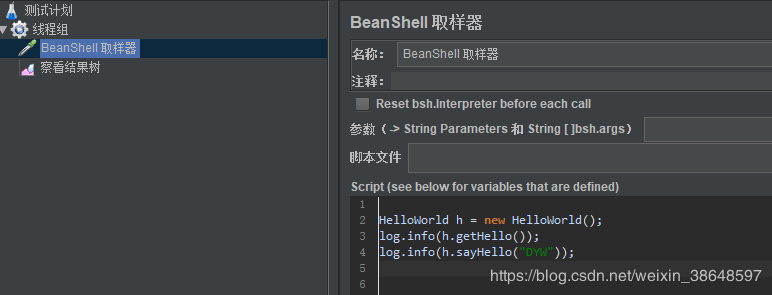 测试计划
线程组
BeanShell 取样器
察看结果树
BeanShell 取样器
名称： BeanShell 取样器
注释：
Reset bsh.Interpreter before each call
参数（-> String Parameters 和 String [ ]bsh.args）
脚本文件
Script (see below for variables that are defined)
1
2 HelloWorld h = new HelloWorld();
3 log.info(h.getHello());
4 log.info(h.sayHello("DYW"));
5
6
https://blog.csdn.net/weixin_38648597